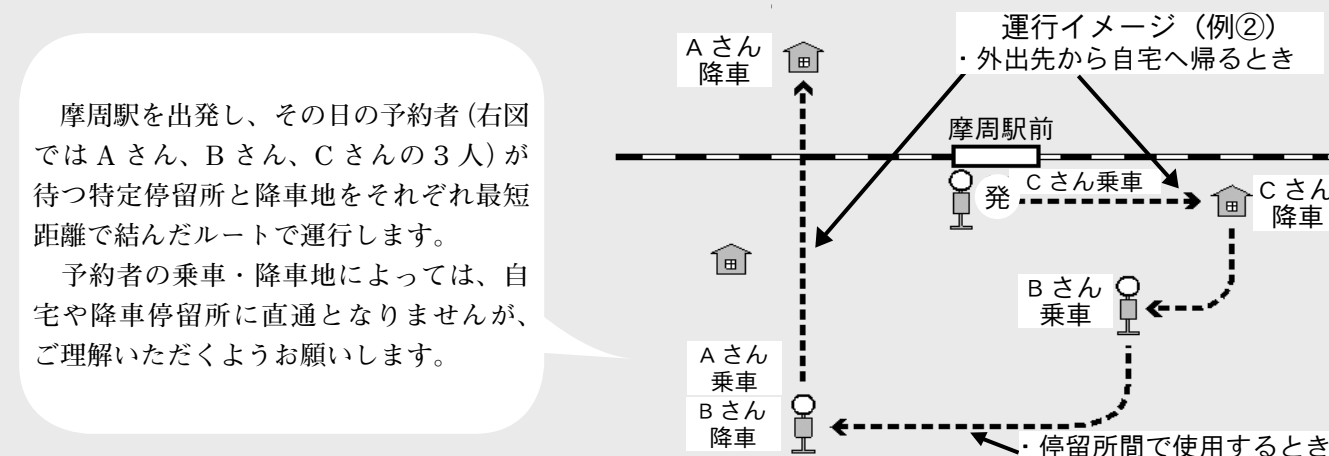 摩周駅を出発し、その日の予約者(右図
では A さん、B さん、C さんの 3 人)が
待つ特定停留所と降車地をそれぞれ最短
距離で結んだルートで運行します。
予約者の乗車・降車地によっては、自
宅や降車停留所に直通となりませんが、
ご理解いただくようお願いします。
運行イメージ(例②)
・外出先から自宅へ帰るとき
A さん
降車
摩周駅前
発
C さん乗車
C さん
降車
B さん
乗車
A さん
乗車
B さん
降車
・停留所間で使用するとき